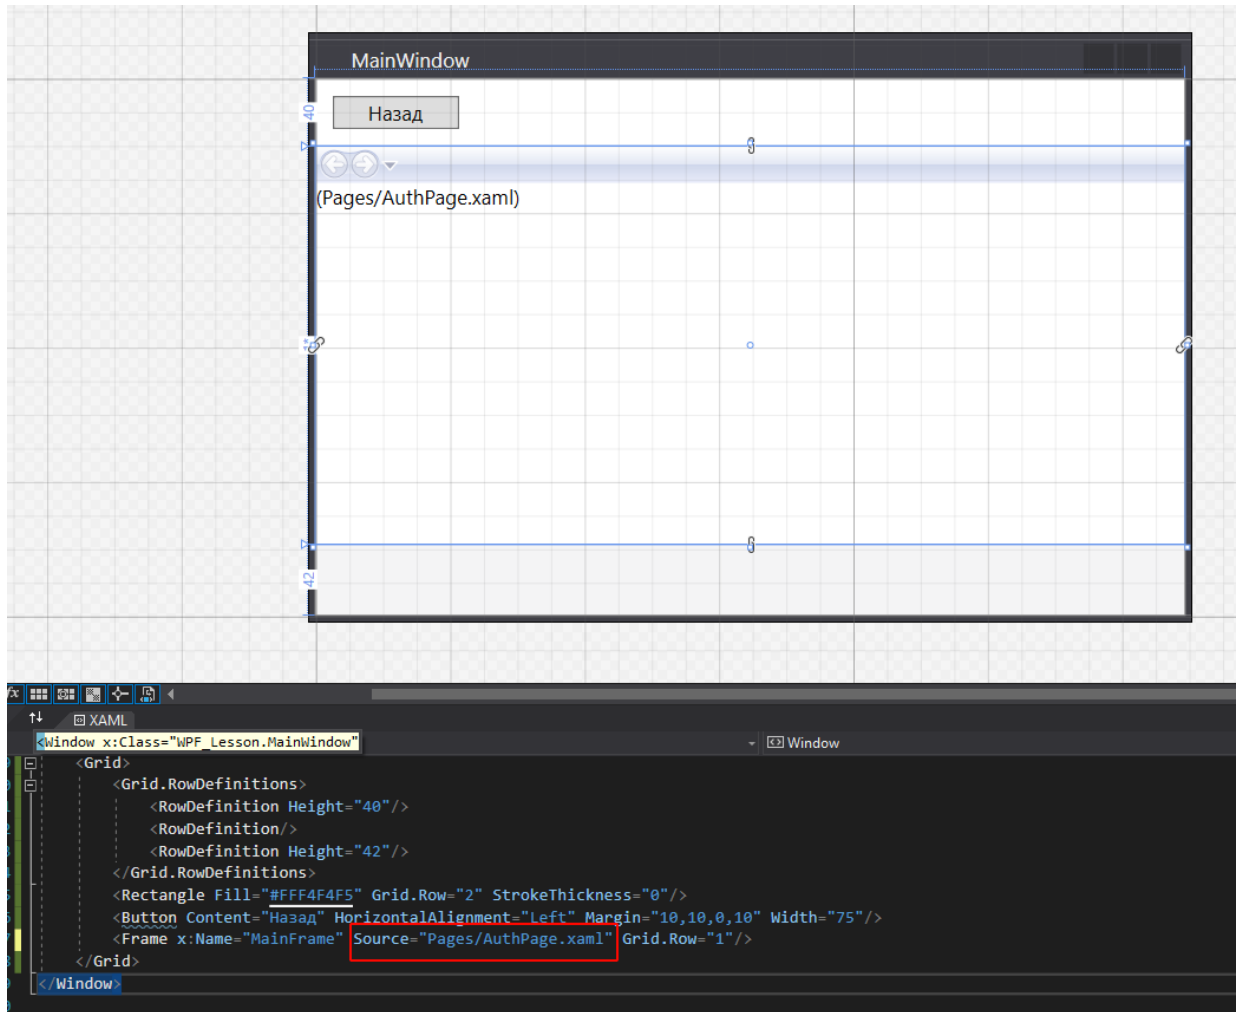 MainWindow
40
Назад
(Pages/AuthPage.xaml)
42
XAML
<Window x:Class="WPF_Lesson.MainWindow"
Window
<Grid>
<Grid.RowDefinitions>
<RowDefinition Height="40"/>
<RowDefinition/>
<RowDefinition Height="42"/>
</Grid.RowDefinitions>
<Rectangle Fill="#FFF4F4F5" Grid.Row="2" StrokeThickness="0"/>
<Button Content="Назад" HorizontalAlignment="Left" Margin="10,10,0,10" Width="75"/>
<Frame x:Name="MainFrame" Source="Pages/AuthPage.xaml" Grid.Row="1"/>
</Grid>
</Window>